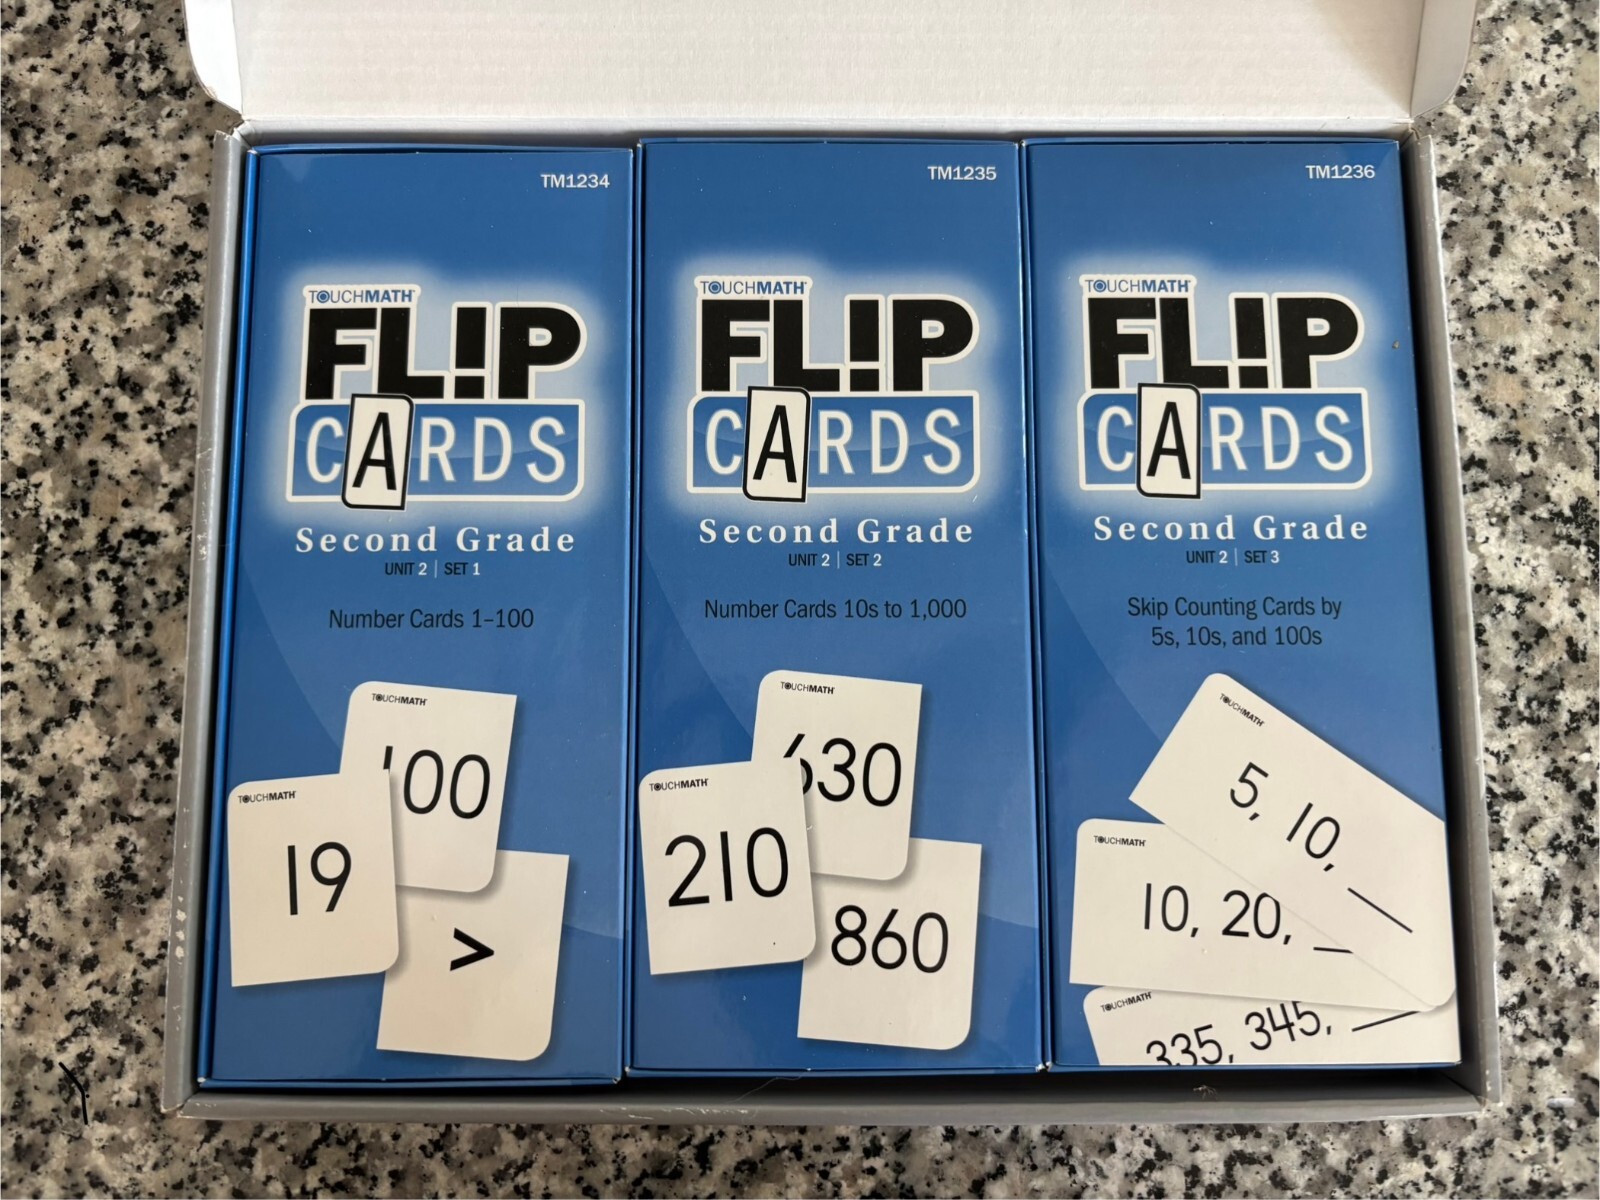 TM1234
TOUCHMATH
FL!P
CARDS
Second Grade
UNIT 2 | SET 1
Number Cards 1–100
TOUCHMATH
00
TOUCHMATH
19
>
TM1235
TOUCHMATH
FL!P
CARDS
Second Grade
UNIT 2 | SET 2
Number Cards 10s to 1,000
TOUCHMATH
630
TOUCHMATH
210
860
TM1236
TOUCHMATH
FL!P
CARDS
Second Grade
UNIT 2 | SET 3
Skip Counting Cards by
5s, 10s, and 100s
TOUCHMATH
5, 10, __
TOUCHMATH
10, 20, __
TOUCHMATH
335, 345, __